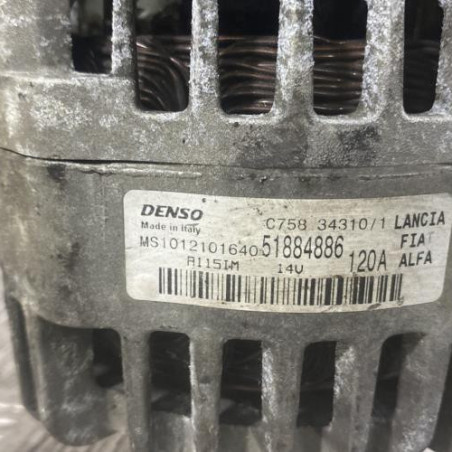 DENSO C758 34310/1 LANCIA
Made in Italy FIAT
MS1012101640 51884886 ALFA
A115IM 14V 120A